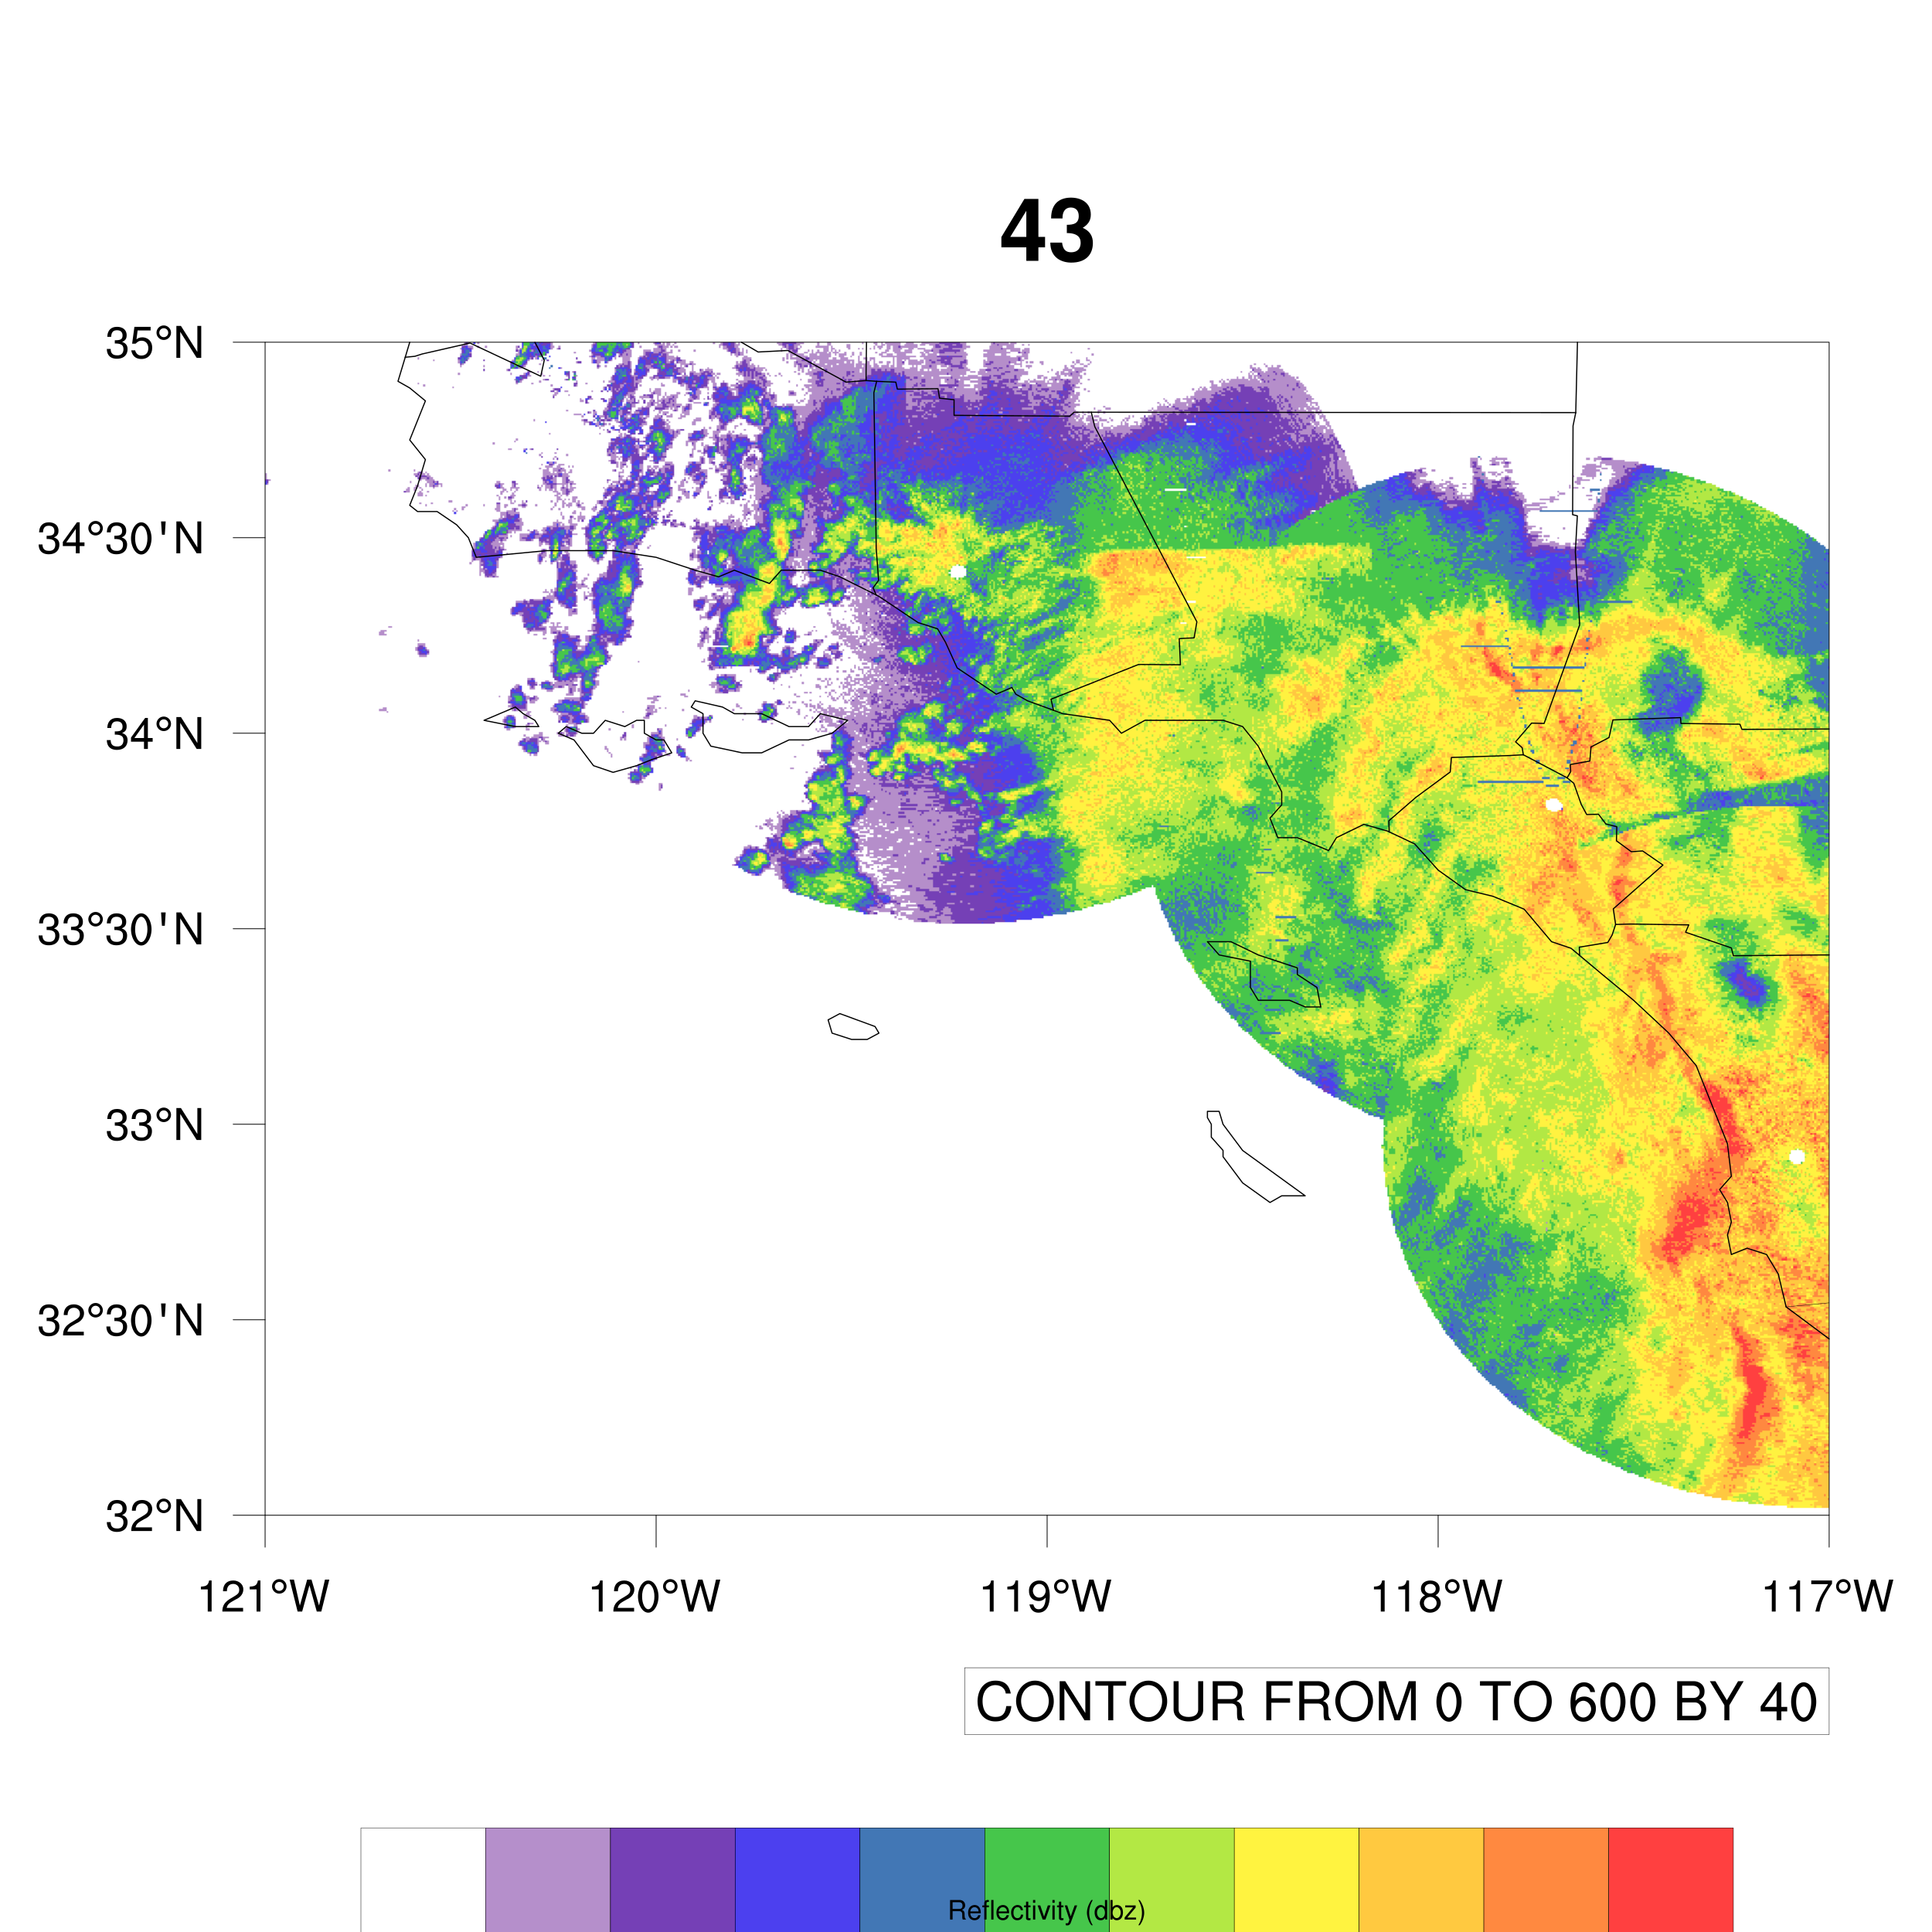 43
35°N
34°30'N
34°N
33°30'N
33°N
32°30'N
32°N
121°W 120°W 119°W 118°W 117°W
CONTOUR FROM 0 TO 600 BY 40
Reflectivity (dbz)